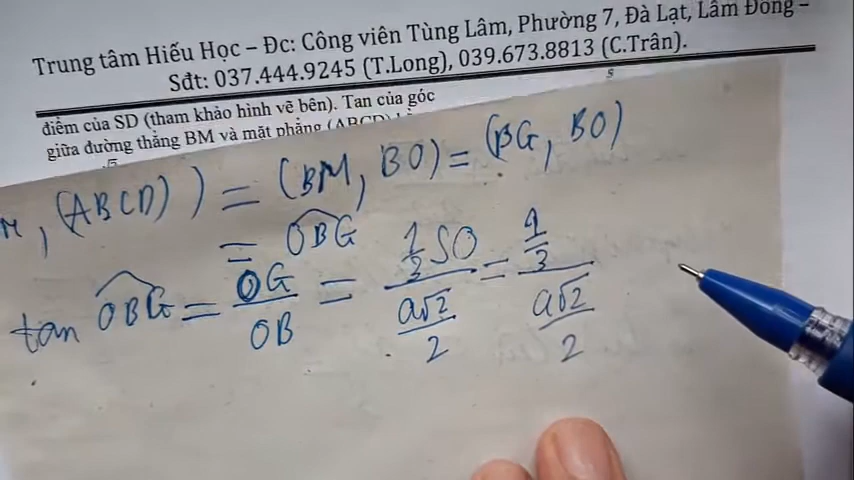 Trung tâm Hiếu Học – Đc: Công viên Tùng Lâm, Phường 7, Đà Lạt, Lâm Đồng –
Sđt: 037.444.9245 (T.Long), 039.673.8813 (C.Trân).
điểm của SD (tham khảo hình vẽ bên). Tan của góc
giữa đường thẳng BM và mặt phẳng (ABCD)
, (ABCD)) = (BM, BO) = (BG, BO)
= OBG
tan OBG = OG/OB = (1/3 SO)/(a√2/2) = (1/3)/(a√2/2)